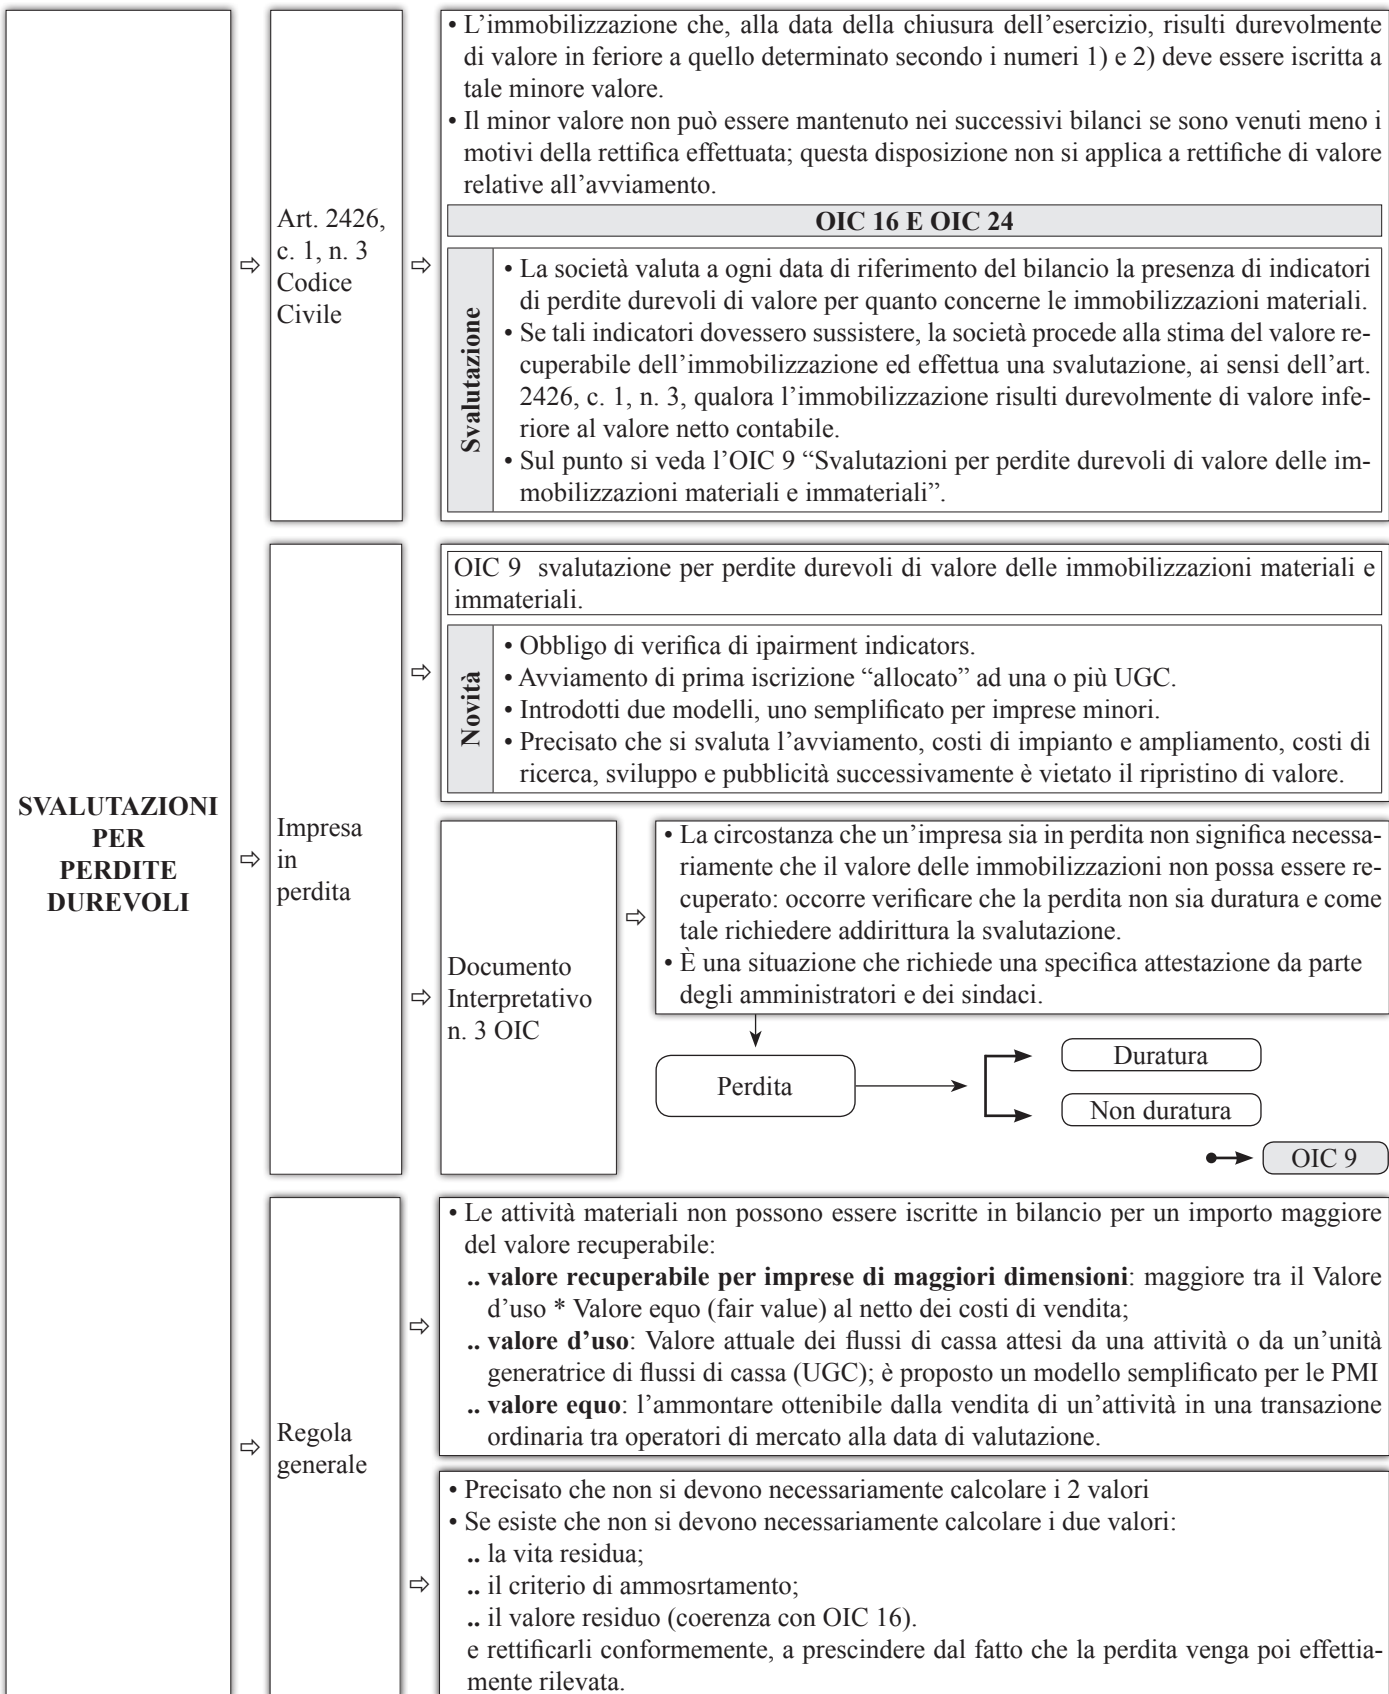 SVALUTAZIONI
PER
PERDITE
DUREVOLI
Art. 2426,
c. 1, n. 3
Codice
Civile
• L’immobilizzazione che, alla data della chiusura dell’esercizio, risulti durevolmente
di valore in feriore a quello determinato secondo i numeri 1) e 2) deve essere iscritta a
tale minore valore.
• Il minor valore non può essere mantenuto nei successivi bilanci se sono venuti meno i
motivi della rettifica effettuata; questa disposizione non si applica a rettifiche di valore
relative all’avviamento.
OIC 16 E OIC 24
Svalutazione
• La società valuta a ogni data di riferimento del bilancio la presenza di indicatori
di perdite durevoli di valore per quanto concerne le immobilizzazioni materiali.
• Se tali indicatori dovessero sussistere, la società procede alla stima del valore re-
cuperabile dell’immobilizzazione ed effettua una svalutazione, ai sensi dell’art.
2426, c. 1, n. 3, qualora l’immobilizzazione risulti durevolmente di valore infe-
riore al valore netto contabile.
• Sul punto si veda l’OIC 9 “Svalutazioni per perdite durevoli di valore delle im-
mobilizzazioni materiali e immateriali”.
Impresa
in
perdita
OIC 9 svalutazione per perdite durevoli di valore delle immobilizzazioni materiali e
immateriali.
Novità
• Obbligo di verifica di ipairment indicators.
• Avviamento di prima iscrizione “allocato” ad una o più UGC.
• Introdotti due modelli, uno semplificato per imprese minori.
• Precisato che si svaluta l’avviamento, costi di impianto e ampliamento, costi di
ricerca, sviluppo e pubblicità successivamente è vietato il ripristino di valore.
Documento
Interpretativo
n. 3 OIC
• La circostanza che un’impresa sia in perdita non significa necessa-
riamente che il valore delle immobilizzazioni non possa essere re-
cuperato: occorre verificare che la perdita non sia duratura e come
tale richiedere addirittura la svalutazione.
• È una situazione che richiede una specifica attestazione da parte
degli amministratori e dei sindaci.
Perdita
Duratura
Non duratura
OIC 9
Regola
generale
• Le attività materiali non possono essere iscritte in bilancio per un importo maggiore
del valore recuperabile:
.. valore recuperabile per imprese di maggiori dimensioni: maggiore tra il Valore
d’uso * Valore equo (fair value) al netto dei costi di vendita;
.. valore d’uso: Valore attuale dei flussi di cassa attesi da una attività o da un’unità
generatrice di flussi di cassa (UGC); è proposto un modello semplificato per le PMI
.. valore equo: l’ammontare ottenibile dalla vendita di un’attività in una transazione
ordinaria tra operatori di mercato alla data di valutazione.
• Precisato che non si devono necessariamente calcolare i 2 valori
• Se esiste che non si devono necessariamente calcolare i due valori:
.. la vita residua;
.. il criterio di ammosrtamento;
.. il valore residuo (coerenza con OIC 16).
e rettificarli conformemente, a prescindere dal fatto che la perdita venga poi effettia-
mente rilevata.